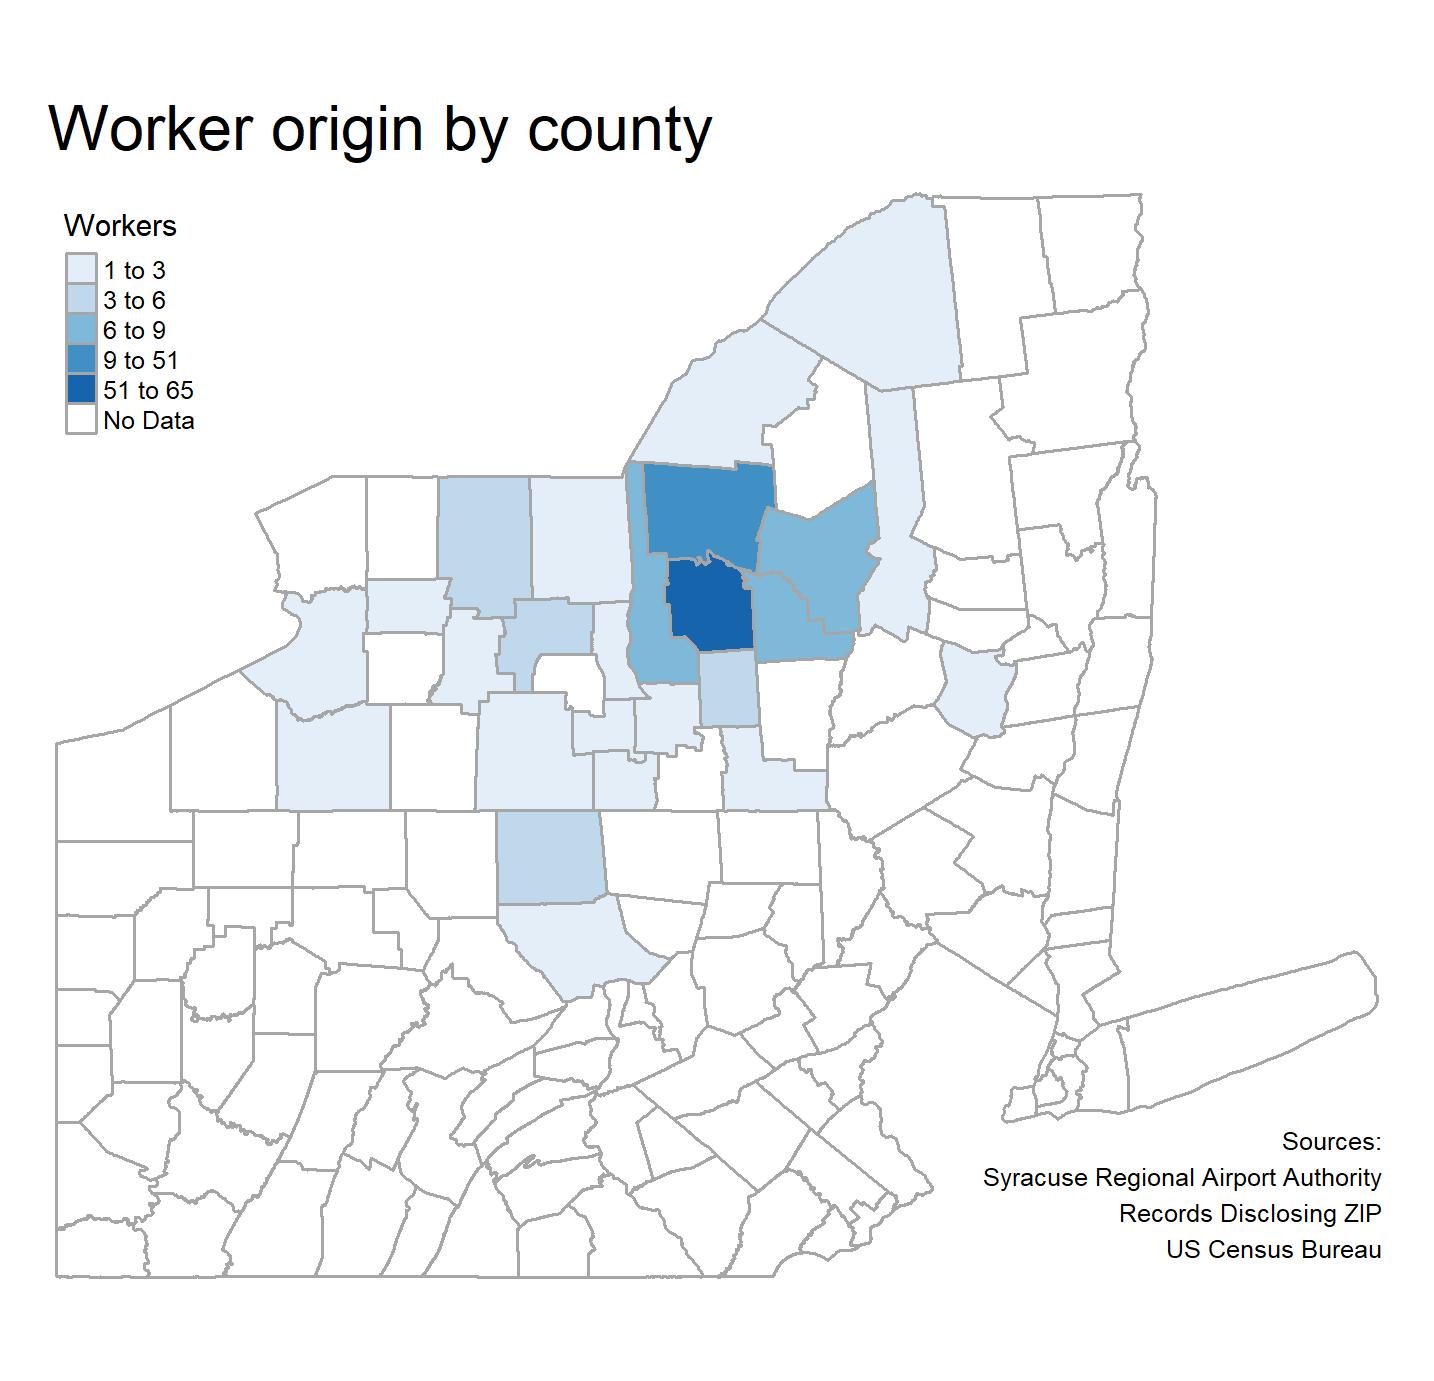 Worker origin by county
Workers
1 to 3
3 to 6
6 to 9
9 to 51
51 to 65
No Data
Sources:
Syracuse Regional Airport Authority
Records Disclosing ZIP
US Census Bureau